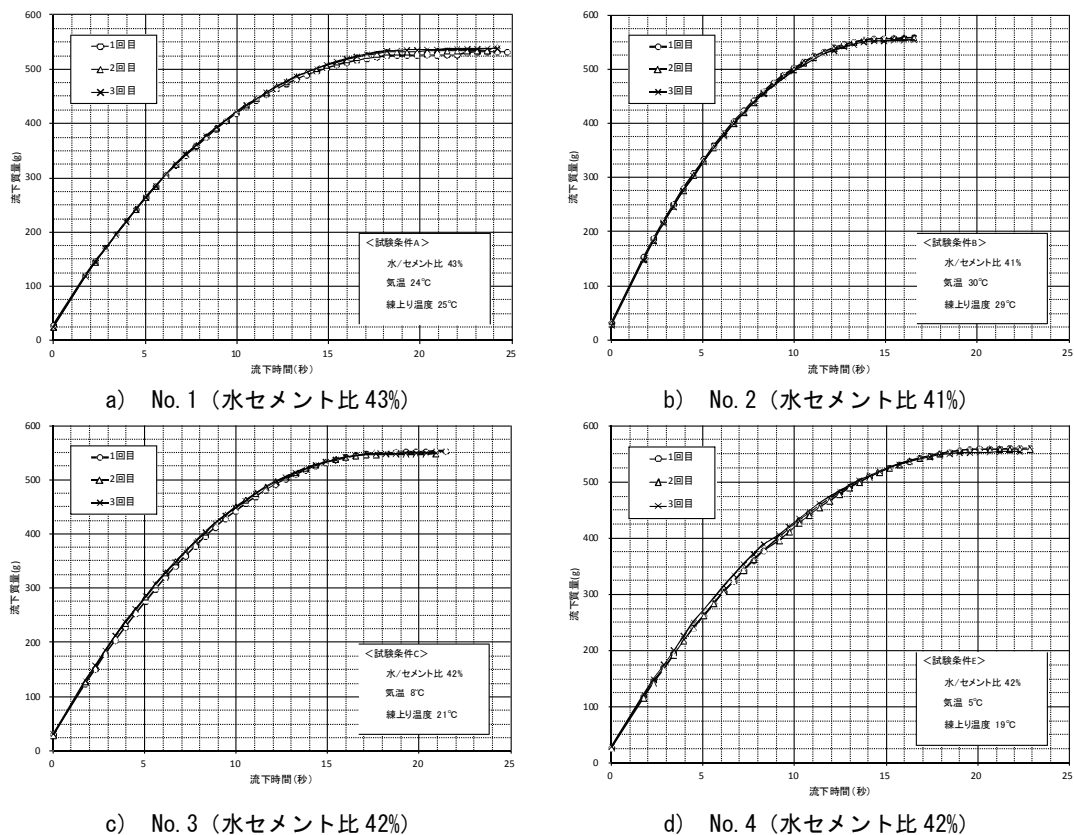 600
500
400
300
200
100
0
流下質量(g)
1回目
2回目
3回目
<試験条件A>
水/セメント比 43%
気温 24℃
練上り温度 25℃
0 5 10 15 20 25
流下時間(秒)
a) No.1 (水セメント比 43%)
600
500
400
300
200
100
0
流下質量(g)
1回目
2回目
3回目
<試験条件B>
水/セメント比 41%
気温 30℃
練上り温度 29℃
0 5 10 15 20 25
流下時間(秒)
b) No.2 (水セメント比 41%)
600
500
400
300
200
100
0
流下質量(g)
1回目
2回目
3回目
<試験条件C>
水/セメント比 42%
気温 8℃
練上り温度 21℃
0 5 10 15 20 25
流下時間(秒)
c) No.3 (水セメント比 42%)
600
500
400
300
200
100
0
流下質量(g)
1回目
2回目
3回目
<試験条件E>
水/セメント比 42%
気温 5℃
練上り温度 19℃
0 5 10 15 20 25
流下時間(秒)
d) No.4 (水セメント比 42%)